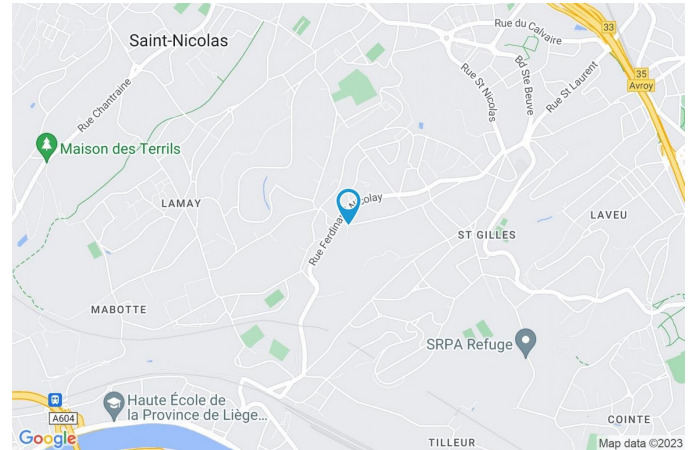 Saint-Nicolas
Rue du Calvaire
33
35
Avroy
Rue Chantraine
Rue St Nicolas
Bd Ste Beuve
Rue St Laurent
Maison des Terrils
LAMAY
Rue Ferdinand Nicolay
LAVEU
ST GILLES
MABOTTE
SRPA Refuge
A604
Haute École de
la Province de Liège...
COINTE
TILLEUR
Google
Map data ©2023